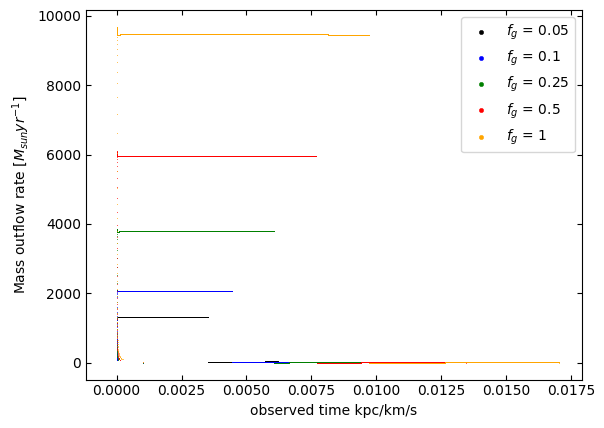 10000
8000
6000
4000
2000
0
Mass outflow rate [M_{sun}yr^{-1}]
f_g = 0.05
f_g = 0.1
f_g = 0.25
f_g = 0.5
f_g = 1
0.0000 0.0025 0.0050 0.0075 0.0100 0.0125 0.0150 0.0175
observed time kpc/km/s